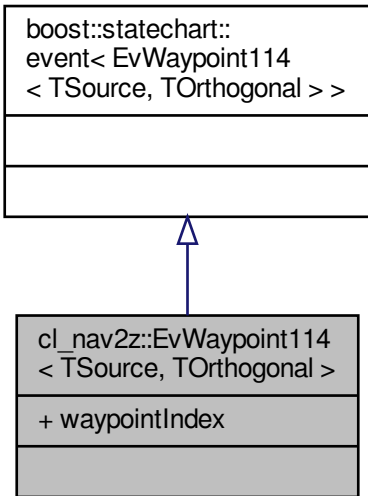 boost::statechart::
event< EvWaypoint114
< TSource, TOrthogonal > >
cl_nav2z::EvWaypoint114
< TSource, TOrthogonal >
+ waypointIndex